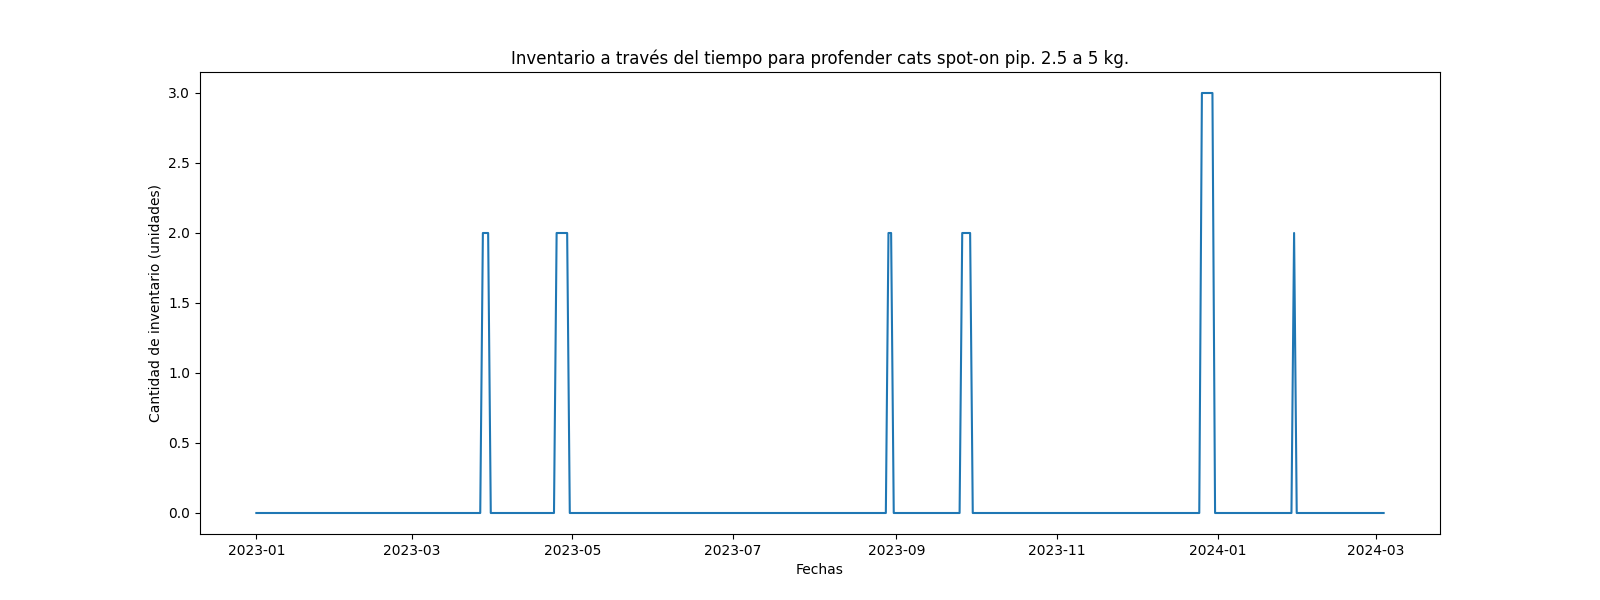 Inventario a través del tiempo para profender cats spot-on pip. 2.5 a 5 kg.
Cantidad de inventario (unidades)
3.0
2.5
2.0
1.5
1.0
0.5
0.0
2023-01 2023-03 2023-05 2023-07 2023-09 2023-11 2024-01 2024-03
Fechas